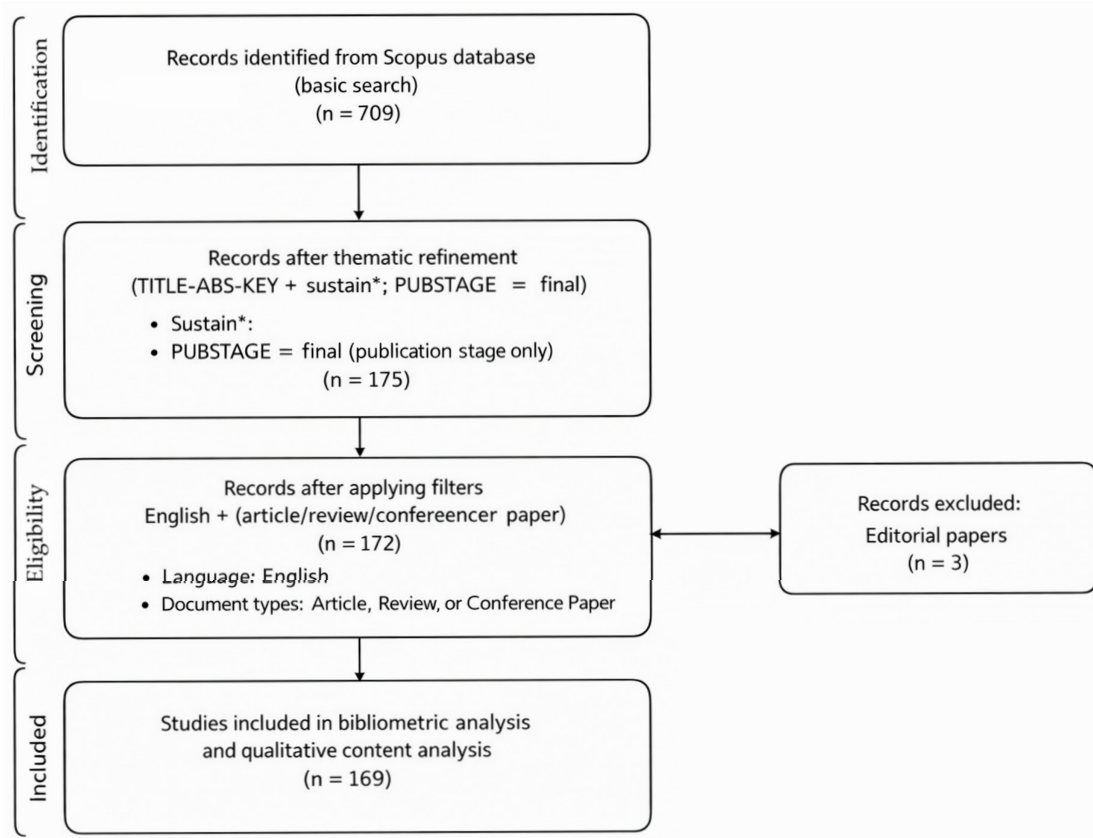 Identification
Records identified from Scopus database
(basic search)
(n = 709)
Screening
Records after thematic refinement
(TITLE-ABS-KEY + sustain*; PUBSTAGE = final)
• Sustain*:
• PUBSTAGE = final (publication stage only)
(n = 175)
Eligibility
Records after applying filters
English + (article/review/confereencer paper)
(n = 172)
• Language: English
• Document types: Article, Review, or Conference Paper
Records excluded:
Editorial papers
(n = 3)
Included
Studies included in bibliometric analysis
and qualitative content analysis
(n = 169)